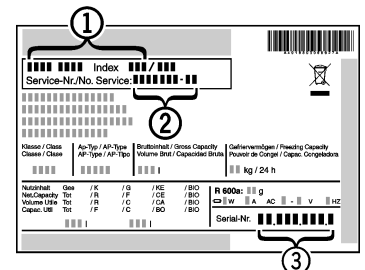 1
Index /
Service-Nr./No. Service: -
2
Klasse / Class
Classe / Clase
Ap-Typ / AP-Type
AP-Type / AP-Tipo
Bruttoinhalt / Gross Capacity
Volume Brut / Capacidad Bruta
Gefriervermögen / Freezing Capacity
Pouvoir de Congel / Capac. Congeladora
l
kg / 24 h
Nutzinhalt Ges / K / G / KE / BIO
Net.Capacity Tot / R / F / CE / BIO
Volume Utile Tot / R / C / CA / BIO
Capac. Util Tot / F / C / BO / BIO
l l
R 600a: g
W A AC - V HZ
Serial-Nr. . . .
3